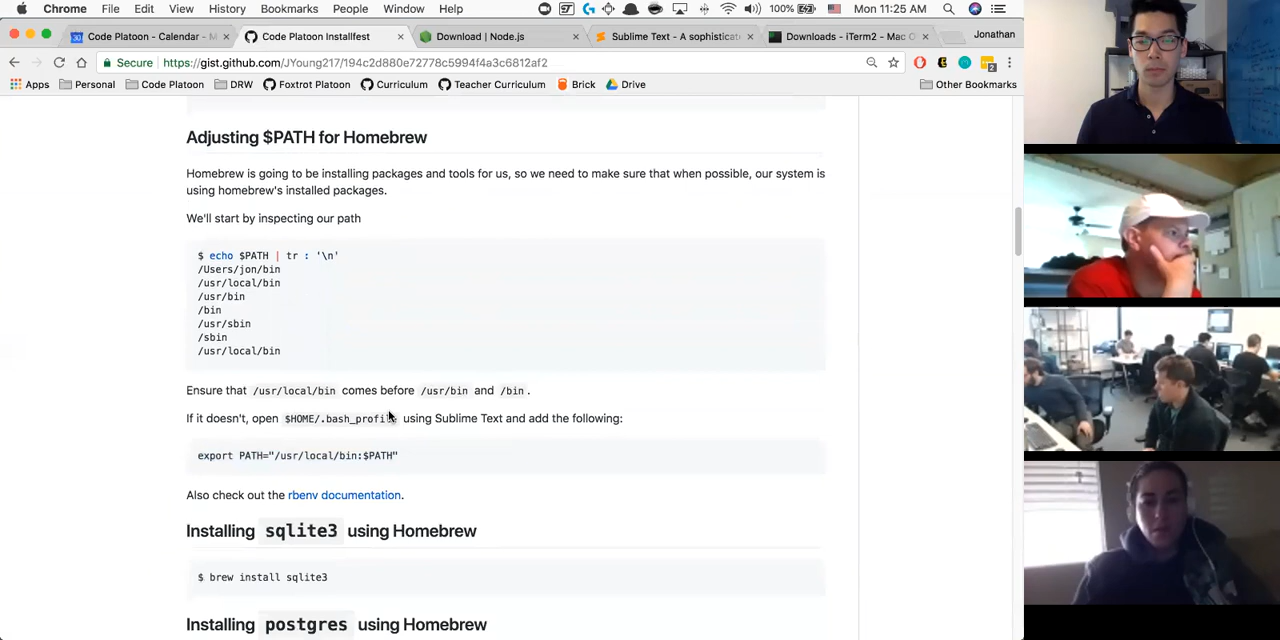 Chrome File Edit View History Bookmarks People Window Help 100% Mon 11:25 AM
Code Platoon - Calendar - M Code Platoon Installfest Download | Node.js Sublime Text - A sophisticat Downloads - iTerm2 - Mac O Jonathan
Secure https://gist.github.com/JYoung217/194c2d880e72778c5994f4a3c6812af2
Apps Personal Code Platoon DRW Foxtrot Platoon Curriculum Teacher Curriculum Brick Drive Other Bookmarks
Adjusting $PATH for Homebrew
Homebrew is going to be installing packages and tools for us, so we need to make sure that when possible, our system is
using homebrew's installed packages.
We'll start by inspecting our path
$ echo $PATH | tr : '\n'
/Users/jon/bin
/usr/local/bin
/usr/bin
/bin
/usr/sbin
/sbin
/usr/local/bin
Ensure that /usr/local/bin comes before /usr/bin and /bin.
If it doesn't, open $HOME/.bash_profile using Sublime Text and add the following:
export PATH="/usr/local/bin:$PATH"
Also check out the rbenv documentation.
Installing sqlite3 using Homebrew
$ brew install sqlite3
Installing postgres using Homebrew